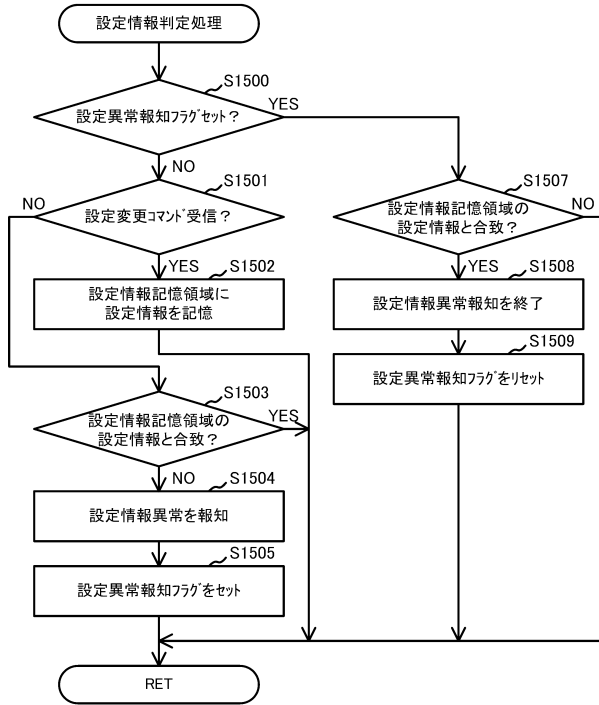 設定情報判定処理
S1500
設定異常報知ﾌﾗｸﾞｾｯﾄ？
YES
NO
S1501
NO
設定変更ｺﾏﾝﾄﾞ受信？
YES
S1502
設定情報記憶領域に
設定情報を記憶
S1503
設定情報記憶領域の
設定情報と合致？
YES
NO
S1504
設定情報異常を報知
S1505
設定異常報知ﾌﾗｸﾞをｾｯﾄ
S1507
設定情報記憶領域の
設定情報と合致？
NO
YES
S1508
設定情報異常報知を終了
S1509
設定異常報知ﾌﾗｸﾞをﾘｾｯﾄ
RET